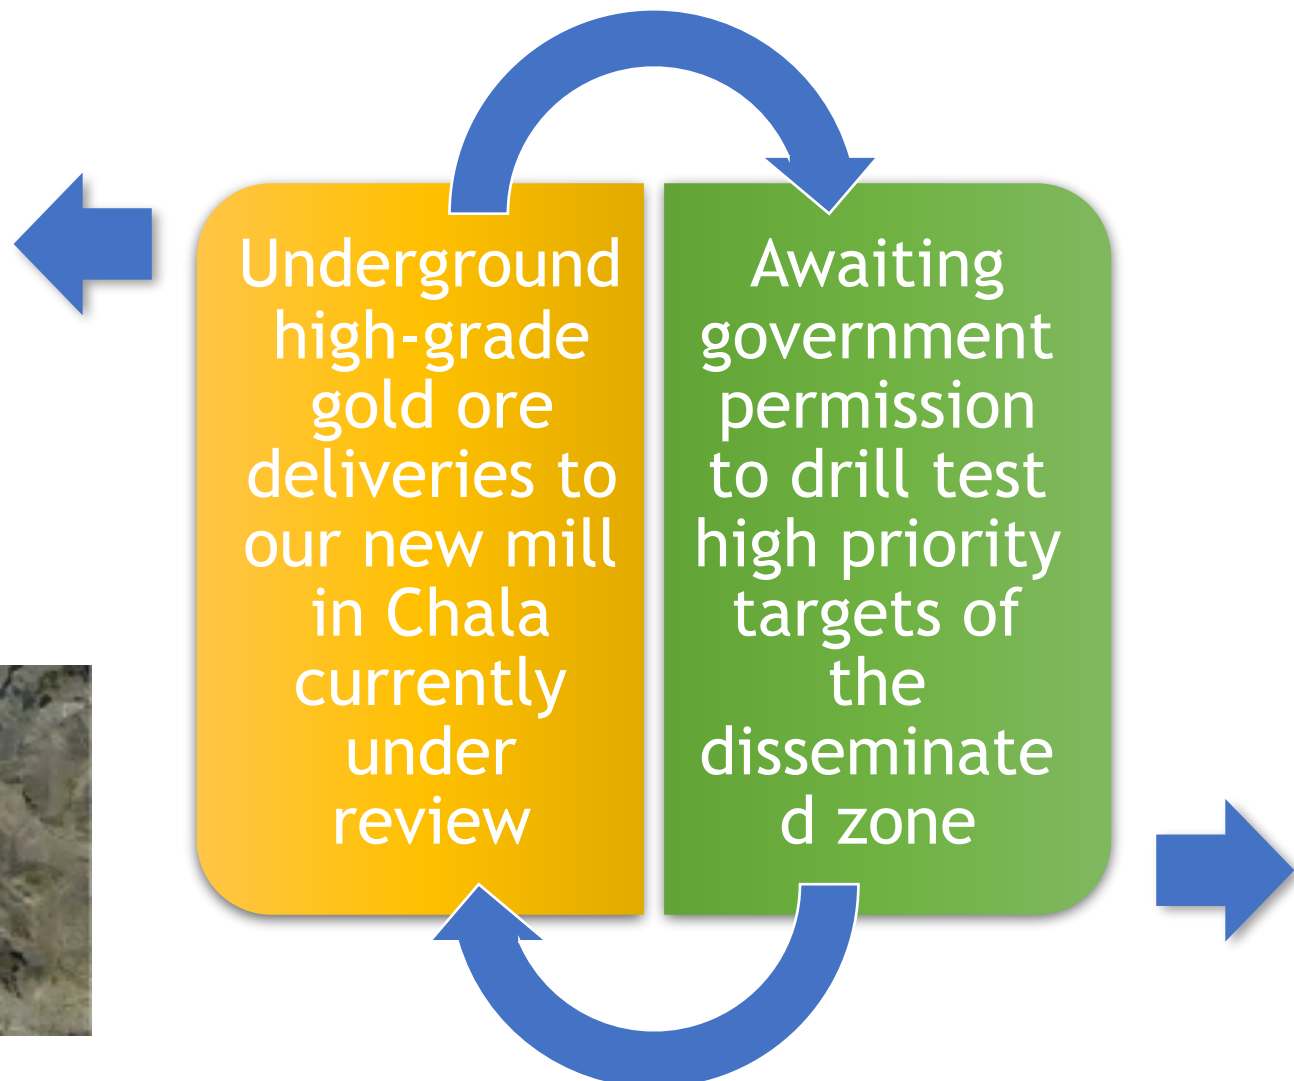 Underground
high-grade
gold ore
deliveries to
our new mill
in Chala
currently
under
review
Awaiting
government
permission
to drill test
high priority
targets of
the
disseminate
d zone